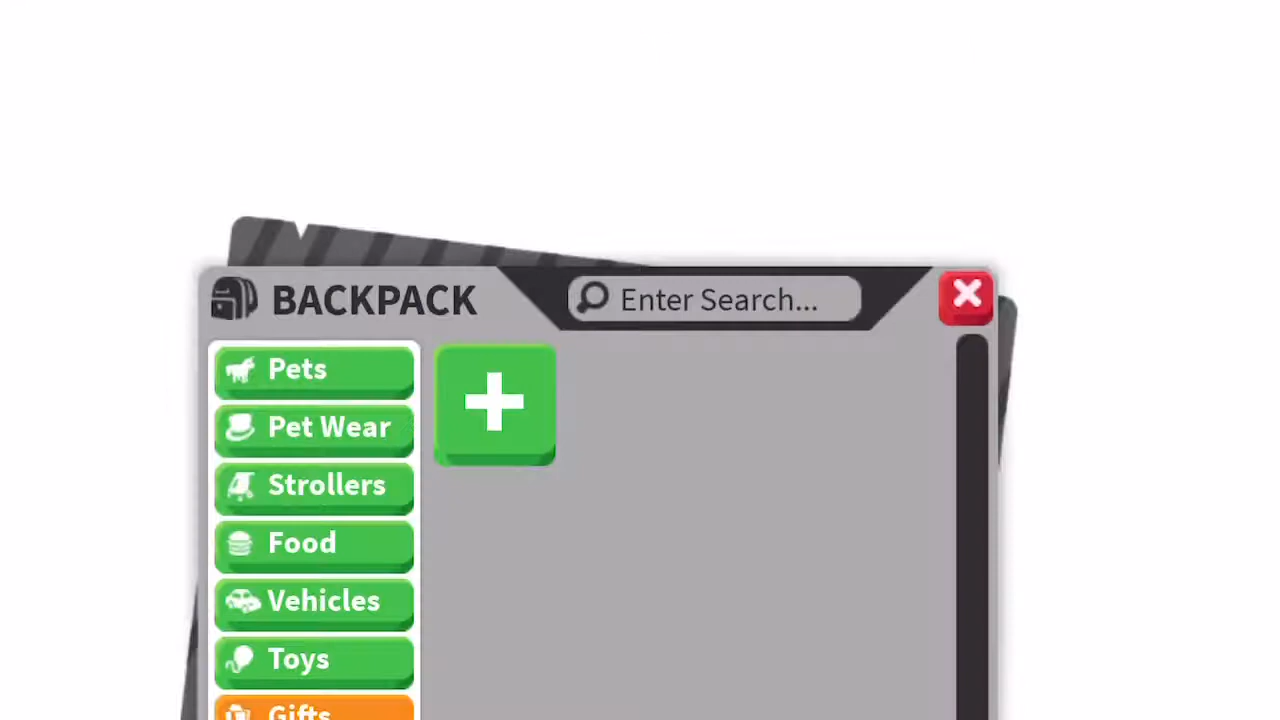 BACKPACK
Enter Search...
Pets
Pet Wear
Strollers
Food
Vehicles
Toys
Gifts